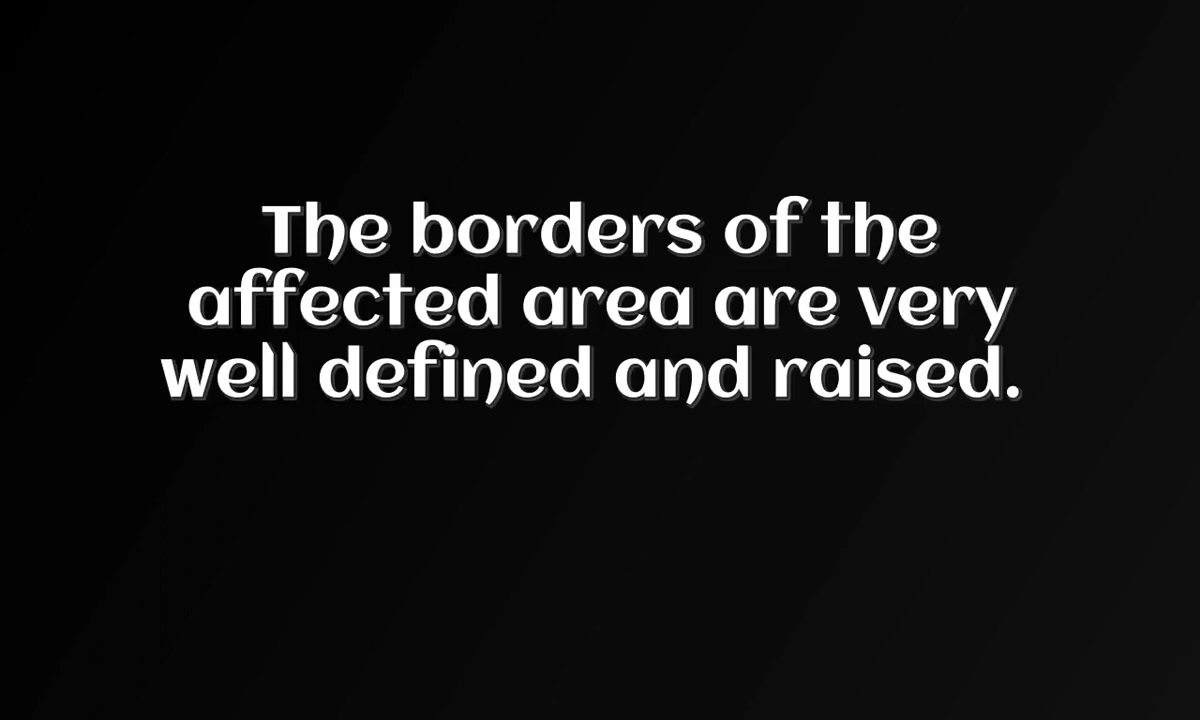 The borders of the
affected area are very
well defined and raised.